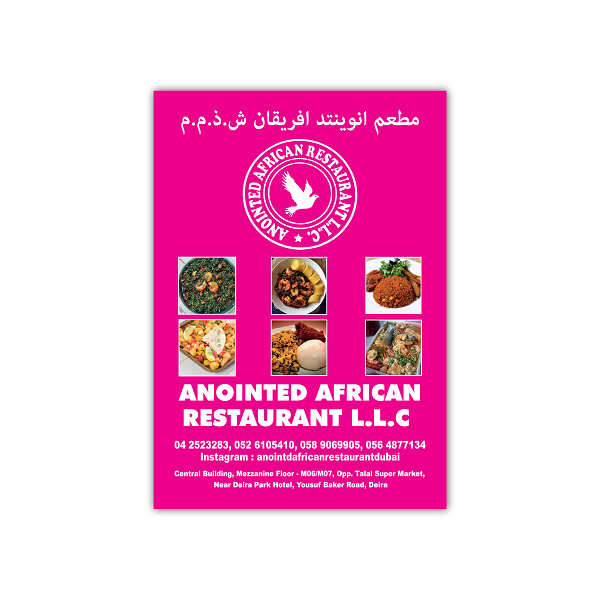 مطعم انوينتد افريقان ش.ذ.م.م
ANOINTED AFRICAN RESTAURANT L.L.C.
ANOINTED AFRICAN
RESTAURANT L.L.C
04 2523283, 052 6105410, 058 9069905, 056 4877134
Instagram : anointdafricanrestaurantdubai
Central Building, Mezzanine Floor - M06/M07, Opp. Talal Super Market,
Near Deira Park Hotel, Yousuf Baker Road, Deira